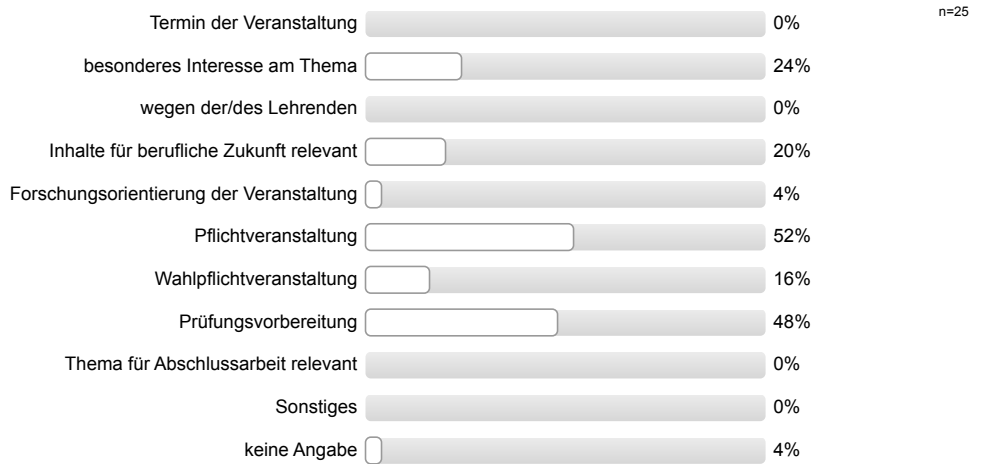 n=25
Termin der Veranstaltung 0%
besonderes Interesse am Thema 24%
wegen der/des Lehrenden 0%
Inhalte für berufliche Zukunft relevant 20%
Forschungsorientierung der Veranstaltung 4%
Pflichtveranstaltung 52%
Wahlpflichtveranstaltung 16%
Prüfungsvorbereitung 48%
Thema für Abschlussarbeit relevant 0%
Sonstiges 0%
keine Angabe 4%